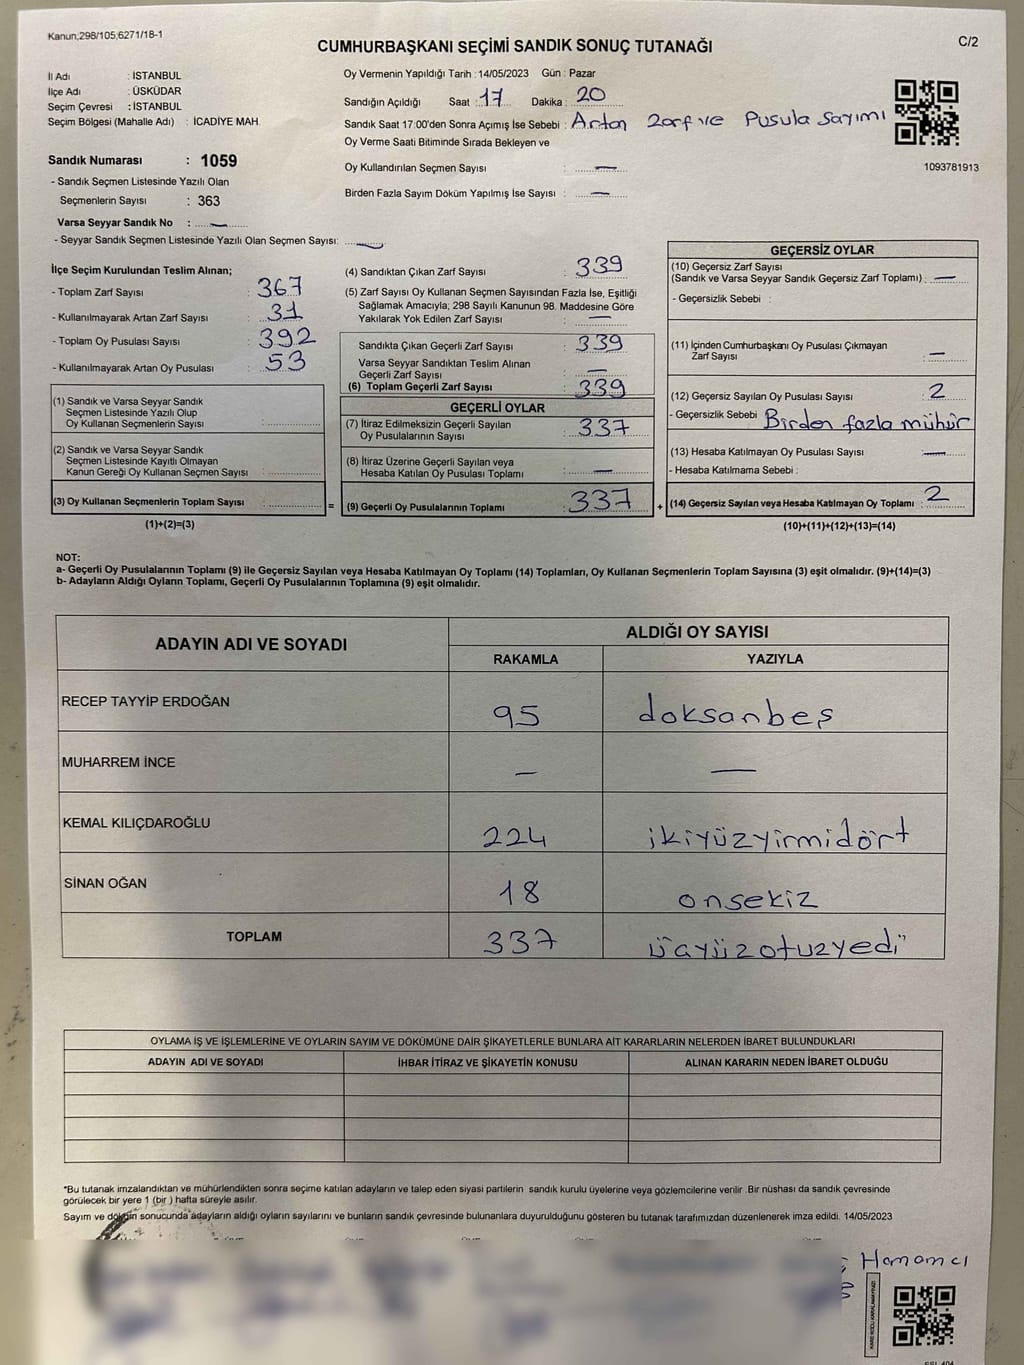 Kanun;298/105;6271/18-1
C/2
CUMHURBAŞKANI SEÇİMİ SANDIK SONUÇ TUTANAĞI
İl Adı : İSTANBUL
İlçe Adı : ÜSKÜDAR
Seçim Çevresi : İSTANBUL
Seçim Bölgesi (Mahalle Adı) : İCADİYE MAH.
Sandık Numarası : 1059
- Sandık Seçmen Listesinde Yazılı Olan
Seçmenlerin Sayısı : 363
Varsa Seyyar Sandık No : —
- Seyyar Sandık Seçmen Listesinde Yazılı Olan Seçmen Sayısı: —
Oy Vermenin Yapıldığı Tarih : 14/05/2023 Gün : Pazar
Sandığın Açıldığı Saat : 17 Dakika : 20
Sandık Saat 17:00'den Sonra Açımış İse Sebebi : Artan zarf ve Pusula sayımı
Oy Verme Saati Bitiminde Sırada Bekleyen ve
Oy Kullandırılan Seçmen Sayısı : —
Birden Fazla Sayım Döküm Yapılmış İse Sayısı : —
1093781913
İlçe Seçim Kurulundan Teslim Alınan;
- Toplam Zarf Sayısı : 367
- Kullanılmayarak Artan Zarf Sayısı : 31
- Toplam Oy Pusulası Sayısı : 392
- Kullanılmayarak Artan Oy Pusulası : 53
(1) Sandık ve Varsa Seyyar Sandık
Seçmen Listesinde Yazılı Olup
Oy Kullanan Seçmenlerin Sayısı :
(2) Sandık ve Varsa Seyyar Sandık
Seçmen Listesinde Kayıtlı Olmayan
Kanun Gereği Oy Kullanan Seçmen Sayısı :
(3) Oy Kullanan Seçmenlerin Toplam Sayısı :
(1)+(2)=(3)
=
(4) Sandıktan Çıkan Zarf Sayısı : 339
(5) Zarf Sayısı Oy Kullanan Seçmen Sayısından Fazla İse, Eşitliği
Sağlamak Amacıyla; 298 Sayılı Kanunun 98. Maddesine Göre
Yakılarak Yok Edilen Zarf Sayısı : —
Sandıkta Çıkan Geçerli Zarf Sayısı : 339
Varsa Seyyar Sandıktan Teslim Alınan
Geçerli Zarf Sayısı : —
(6) Toplam Geçerli Zarf Sayısı : 339
GEÇERLİ OYLAR
(7) İtiraz Edilmeksizin Geçerli Sayılan
Oy Pusulalarının Sayısı : 337
(8) İtiraz Üzerine Geçerli Sayılan veya
Hesaba Katılan Oy Pusulası Toplamı : —
(9) Geçerli Oy Pusulalarının Toplamı : 337
+
GEÇERSİZ OYLAR
(10) Geçersiz Zarf Sayısı
(Sandık ve Varsa Seyyar Sandık Geçersiz Zarf Toplamı) : —
- Geçersizlik Sebebi :
(11) İçinden Cumhurbaşkanı Oy Pusulası Çıkmayan
Zarf Sayısı : —
(12) Geçersiz Sayılan Oy Pusulası Sayısı : 2
- Geçersizlik Sebebi : Birden fazla mühür
(13) Hesaba Katılmayan Oy Pusulası Sayısı : —
- Hesaba Katılmama Sebebi :
(14) Geçersiz Sayılan veya Hesaba Katılmayan Oy Toplamı : 2
(10)+(11)+(12)+(13)=(14)
NOT:
a- Geçerli Oy Pusulalarının Toplamı (9) ile Geçersiz Sayılan veya Hesaba Katılmayan Oy Toplamı (14) Toplamları, Oy Kullanan Seçmenlerin Toplam Sayısına (3) eşit olmalıdır. (9)+(14)=(3)
b- Adayların Aldığı Oyların Toplamı, Geçerli Oy Pusulalarının Toplamına (9) eşit olmalıdır.
ADAYIN ADI VE SOYADI
ALDIĞI OY SAYISI
RAKAMLA YAZIYLA
RECEP TAYYİP ERDOĞAN 95 doksanbeş
MUHARREM İNCE — —
KEMAL KILIÇDAROĞLU 224 ikiyüzyirmidört
SİNAN OĞAN 18 onsekiz
TOPLAM 337 üçyüzotuzyedi
OYLAMA İŞ VE İŞLEMLERİNE VE OYLARIN SAYIM VE DÖKÜMÜNE DAİR ŞİKAYETLERLE BUNLARA AİT KARARLARIN NELERDEN İBARET BULUNDUKLARI
ADAYIN ADI VE SOYADI İHBAR İTİRAZ VE ŞİKAYETİN KONUSU ALINAN KARARIN NEDEN İBARET OLDUĞU
*Bu tutanak imzalandıktan ve mühürlendikten sonra seçime katılan adayların ve talep eden siyasi partilerin sandık kurulu üyelerine veya gözlemcilerine verilir .Bir nüshası da sandık çevresinde
görülecek bir yere 1 (bir ) hafta süreyle asılır.
Sayım ve döküm sonucunda adayların aldığı oyların sayılarını ve bunların sandık çevresinde bulunanlara duyurulduğunu gösteren bu tutanak tarafımızdan düzenlenerek imza edildi. 14/05/2023
Hamamcı